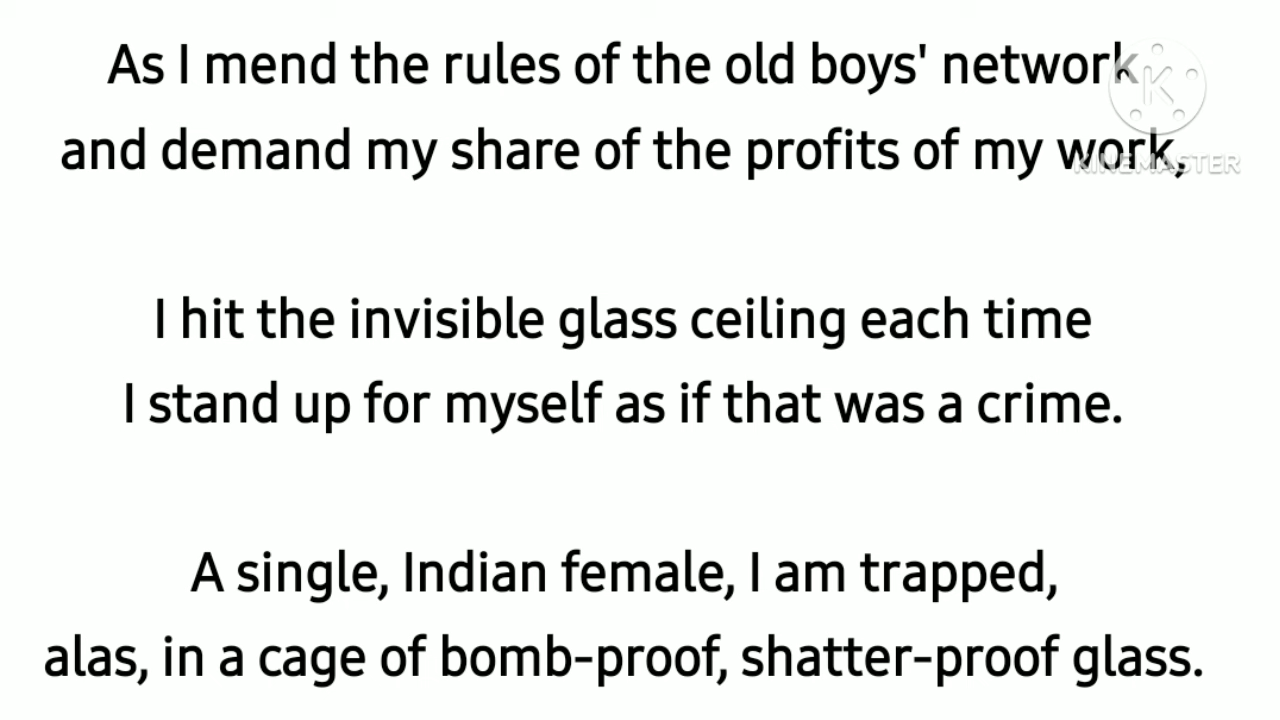 As I mend the rules of the old boys' network
and demand my share of the profits of my work,
I hit the invisible glass ceiling each time
I stand up for myself as if that was a crime.
A single, Indian female, I am trapped,
alas, in a cage of bomb-proof, shatter-proof glass.
K
KINEMASTER